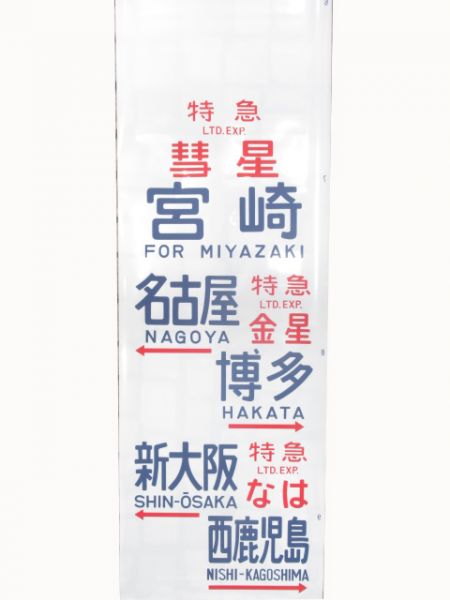 特急
LTD.EXP.
彗星
宮崎
FOR MIYAZAKI
名古屋
NAGOYA
特急
LTD.EXP.
金星
博多
HAKATA
新大阪
SHIN-ŌSAKA
特急
LTD.EXP.
なは
西鹿児島
NISHI-KAGOSHIMA